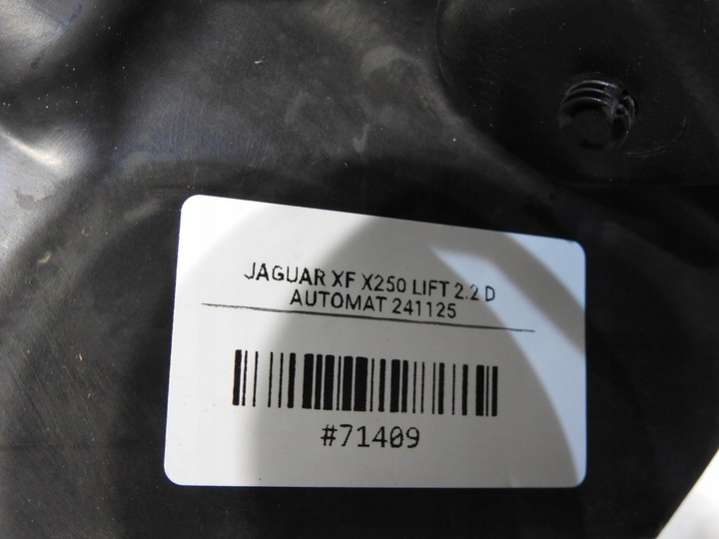 JAGUAR XF X250 LIFT 2.2 D
AUTOMAT 241125
#71409